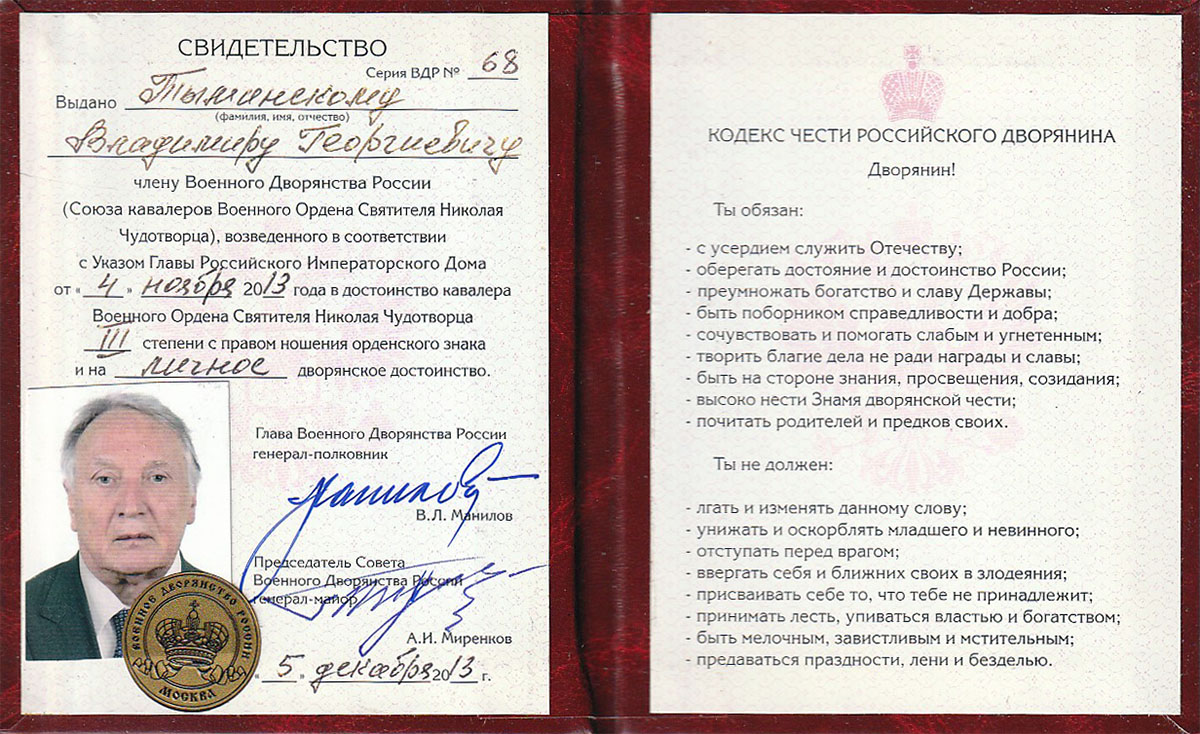 СВИДЕТЕЛЬСТВО
Серия ВДР № 68
Выдано Тыманскому
(фамилия, имя, отчество)
Владимиру Георгиевичу
члену Военного Дворянства России
(Союза кавалеров Военного Ордена Святителя Николая
Чудотворца), возведенного в соответствии
с Указом Главы Российского Императорского Дома
от « 4 » ноября 2013 года в достоинство кавалера
Военного Ордена Святителя Николая Чудотворца
III степени с правом ношения орденского знака
и на личное дворянское достоинство.
Глава Военного Дворянства России
генерал-полковник
В.Л. Манилов
Председатель Совета
Военного Дворянства России
генерал-майор
А.И. Миренков
« 5 » декабря 2013 г.
ВОЕННОЕ ДВОРЯНСТВО РОССИИ
МОСКВА
КОДЕКС ЧЕСТИ РОССИЙСКОГО ДВОРЯНИНА
Дворянин!
Ты обязан:
- с усердием служить Отечеству;
- оберегать достояние и достоинство России;
- преумножать богатство и славу Державы;
- быть поборником справедливости и добра;
- сочувствовать и помогать слабым и угнетенным;
- творить благие дела не ради награды и славы;
- быть на стороне знания, просвещения, созидания;
- высоко нести Знамя дворянской чести;
- почитать родителей и предков своих.
Ты не должен:
- лгать и изменять данному слову;
- унижать и оскорблять младшего и невинного;
- отступать перед врагом;
- ввергать себя и ближних своих в злодеяния;
- присваивать себе то, что тебе не принадлежит;
- принимать лесть, упиваться властью и богатством;
- быть мелочным, завистливым и мстительным;
- предаваться праздности, лени и безделью.